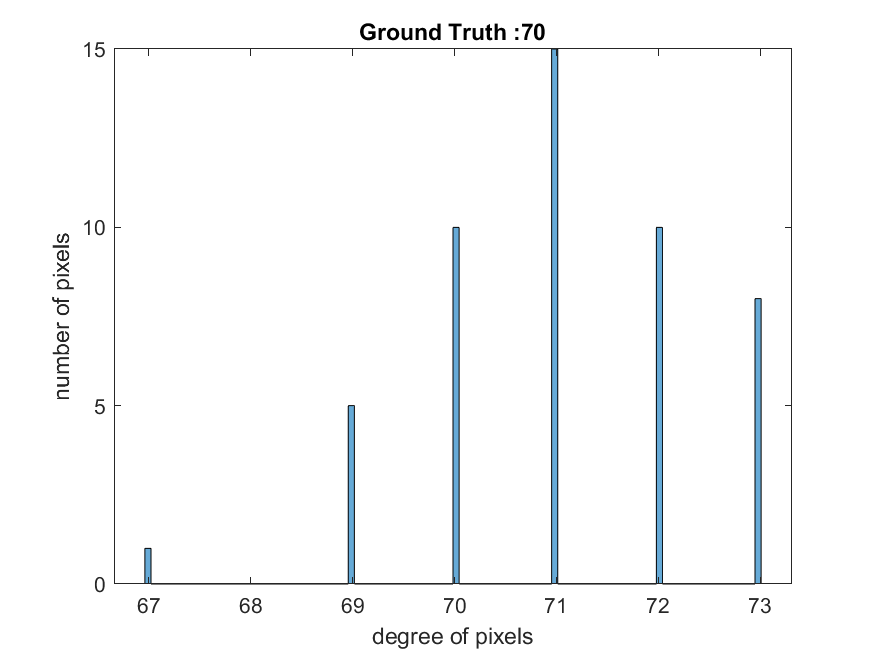 Ground Truth :70
15
10
5
0
number of pixels
67 68 69 70 71 72 73
degree of pixels